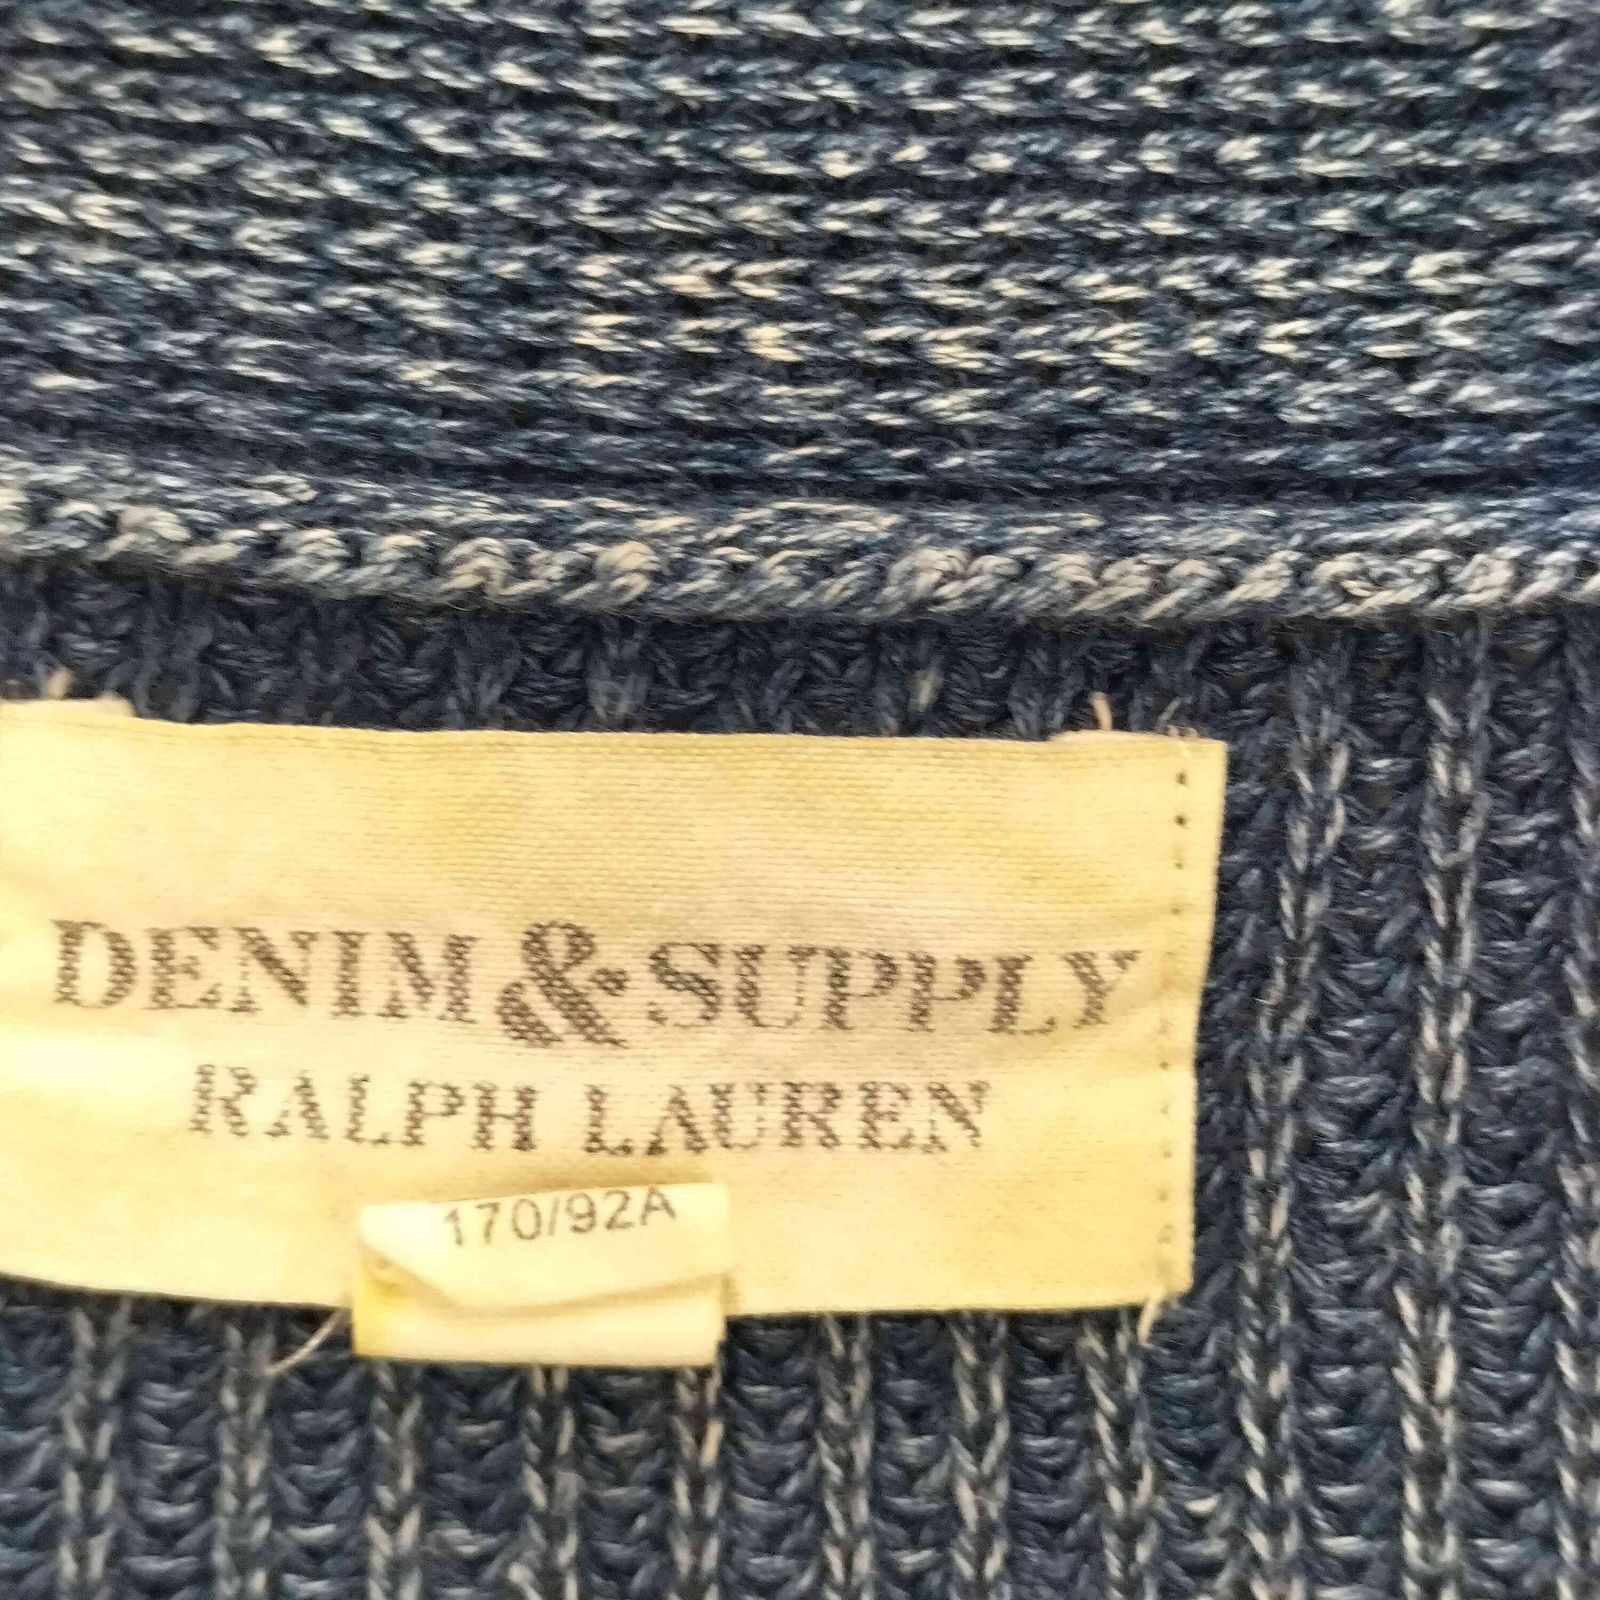 DENIM & SUPPLY
RALPH LAUREN
170/92A